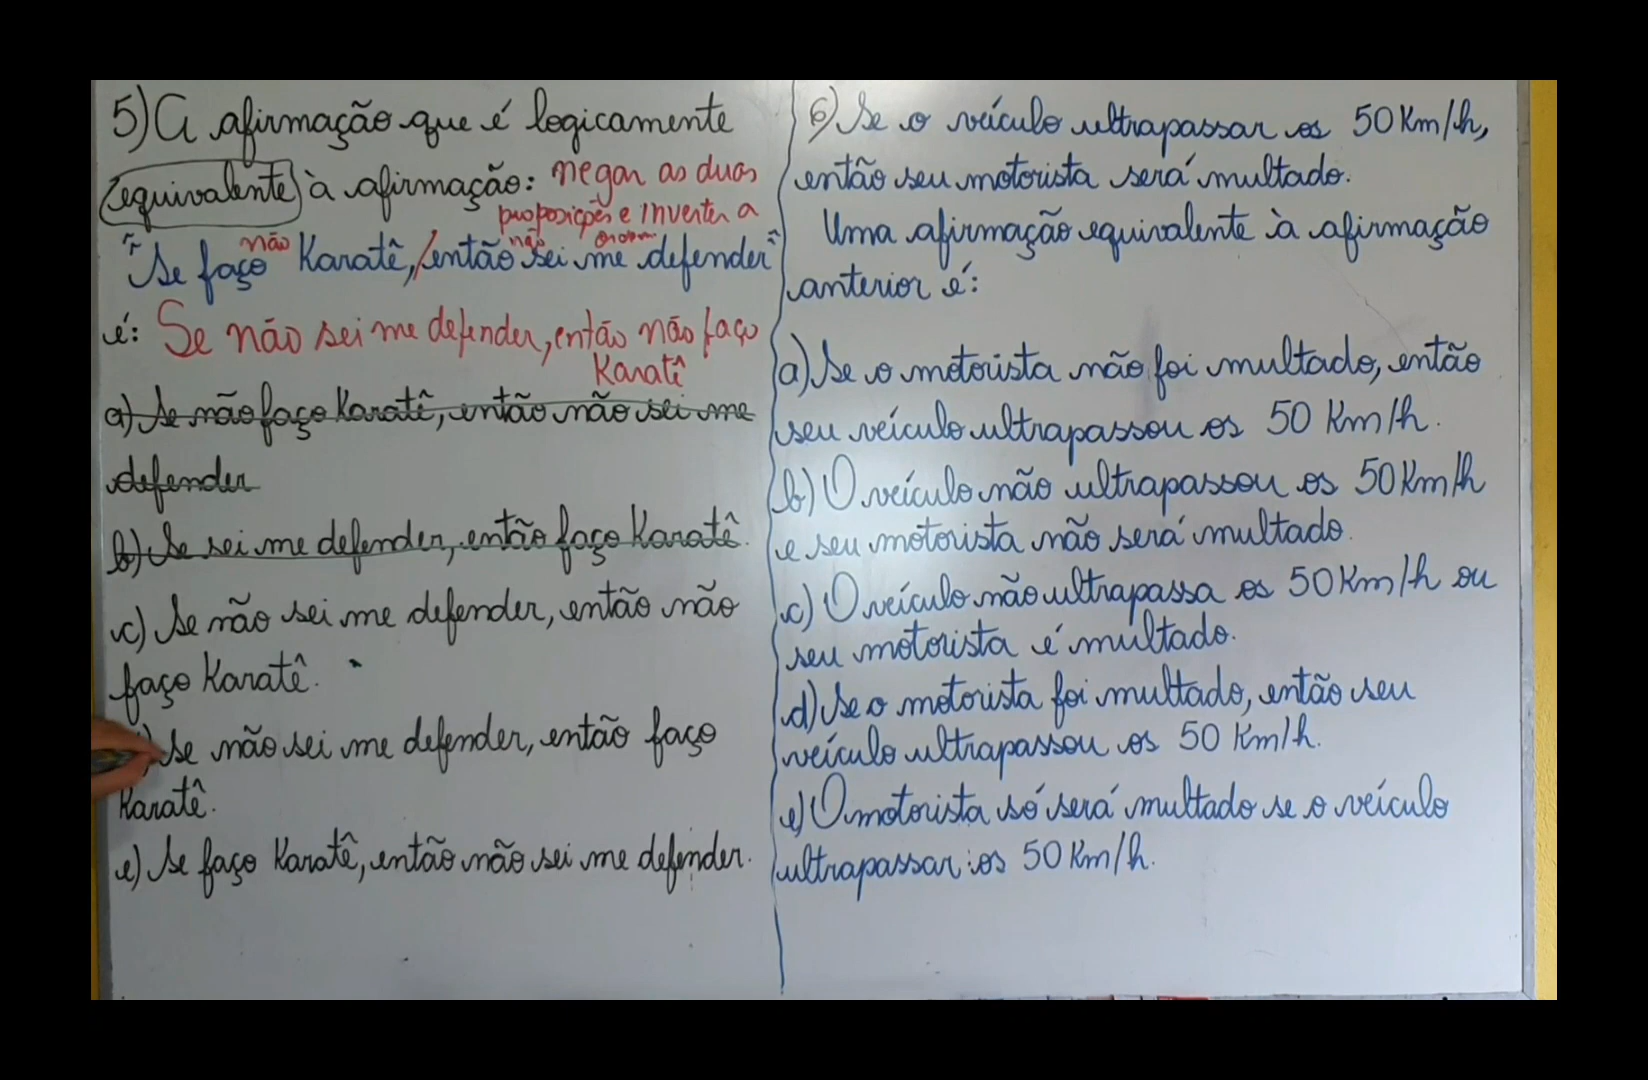 5) A afirmação que é logicamente
equivalente à afirmação: negar as duas
proposições e inverter a
não não ordem
"Se faço Karatê, então sei me defender"
é: Se não sei me defender, então não faço
Karatê
a) Se não faço Karatê, então não sei me
defender
b) Se sei me defender, então faço Karatê.
c) Se não sei me defender, então não
faço Karatê.
) Se não sei me defender, então faço
Karatê.
e) Se faço Karatê, então não sei me defender.
6) Se o veículo ultrapassar os 50 Km/h,
então seu motorista será multado.
Uma afirmação equivalente à afirmação
anterior é:
a) Se o motorista não foi multado, então
seu veículo ultrapassou os 50 Km/h.
b) O veículo não ultrapassou os 50 Km/h
e seu motorista não será multado.
c) O veículo não ultrapassa os 50 Km/h ou
seu motorista é multado.
d) Se o motorista foi multado, então seu
veículo ultrapassou os 50 Km/h.
e) O motorista só será multado se o veículo
ultrapassar os 50 Km/h.